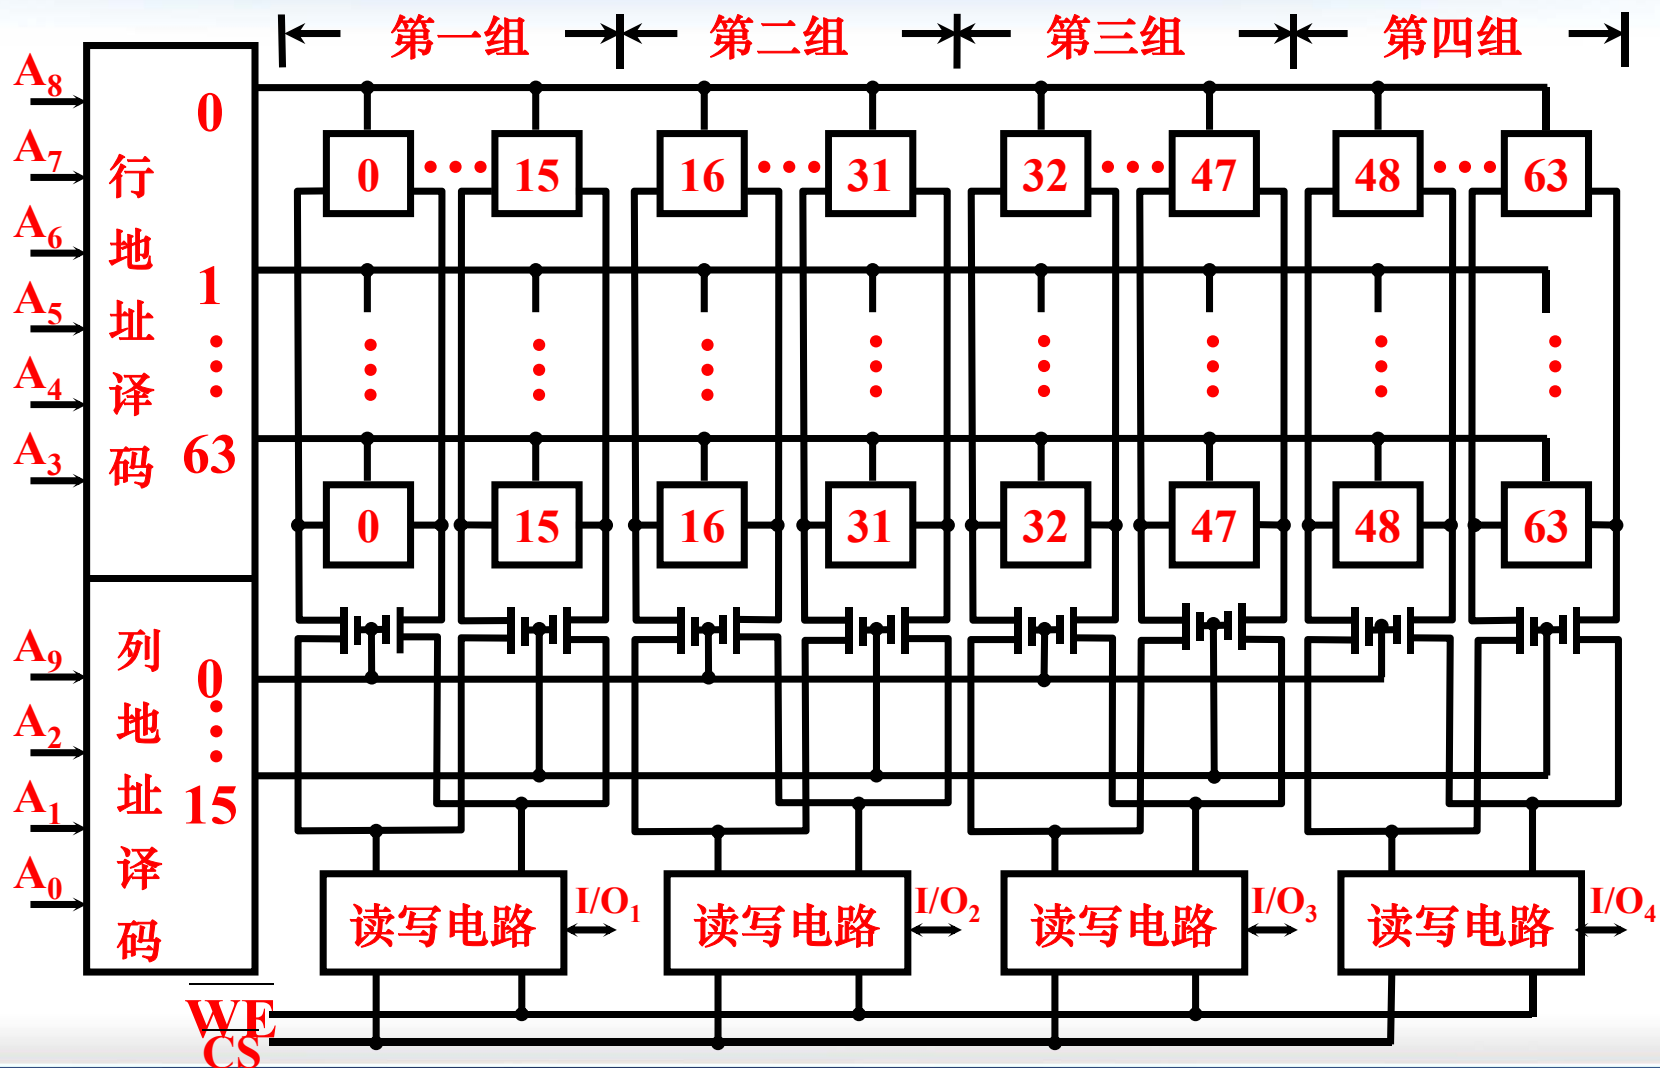 第一组 第二组 第三组 第四组
A8
A7
A6
A5
A4
A3
行地址译码
0
1
63
0 15 16 31 32 47 48 63
0 15 16 31 32 47 48 63
A9
A2
A1
A0
列地址译码
0
15
读写电路 I/O1 读写电路 I/O2 读写电路 I/O3 读写电路 I/O4
WE
CS